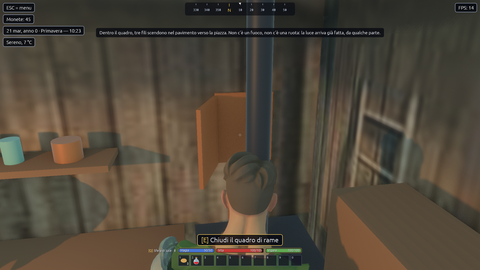 ESC = menu
Monete: 45
21 mar, anno 0 · Primavera — 10:23
Sereno, 7 °C
FPS: 14
Dentro il quadro, tre fili scendono nel pavimento verso la piazza. Non c'è un fuoco, non c'è una ruota: la luce arriva già fatta, da qualche parte.
[E] Chiudi il quadro di rame